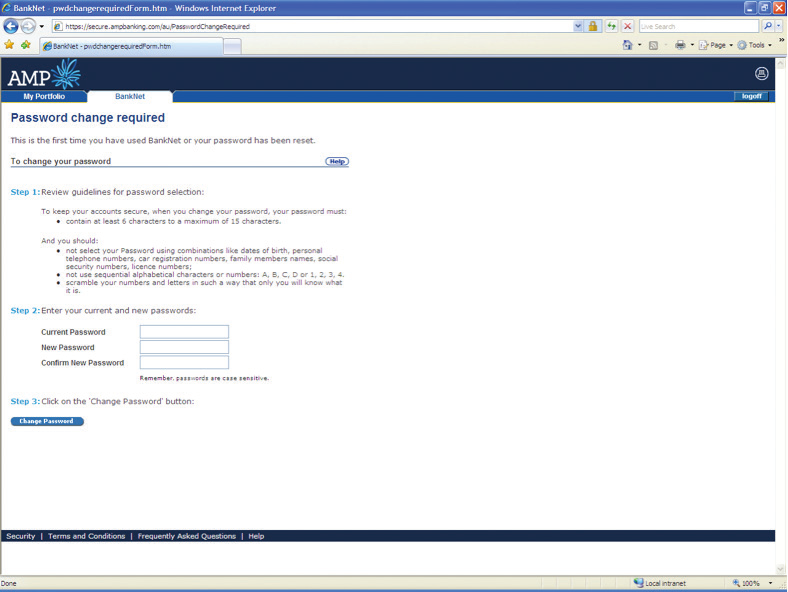 BankNet - pwdchangerequiredForm.htm - Windows Internet Explorer
https://secure.ampbanking.com/au/PasswordChangeRequired
Live Search
BankNet - pwdchangerequiredForm.htm
Page
Tools
AMP
My Portfolio
BankNet
logoff
Password change required
This is the first time you have used BankNet or your password has been reset.
To change your password
Help
Step 1: Review guidelines for password selection:
To keep your accounts secure, when you change your password, your password must:
• contain at least 6 characters to a maximum of 15 characters.
And you should:
• not select your Password using combinations like dates of birth, personal
telephone numbers, car registration numbers, family members names, social
security numbers, licence numbers;
• not use sequential alphabetical characters or numbers: A, B, C, D or 1, 2, 3, 4.
• scramble your numbers and letters in such a way that only you will know what
it is.
Step 2: Enter your current and new passwords:
Current Password
New Password
Confirm New Password
Remember, passwords are case sensitive.
Step 3: Click on the 'Change Password' button:
Change Password
Security | Terms and Conditions | Frequently Asked Questions | Help
Done
Local intranet
100%